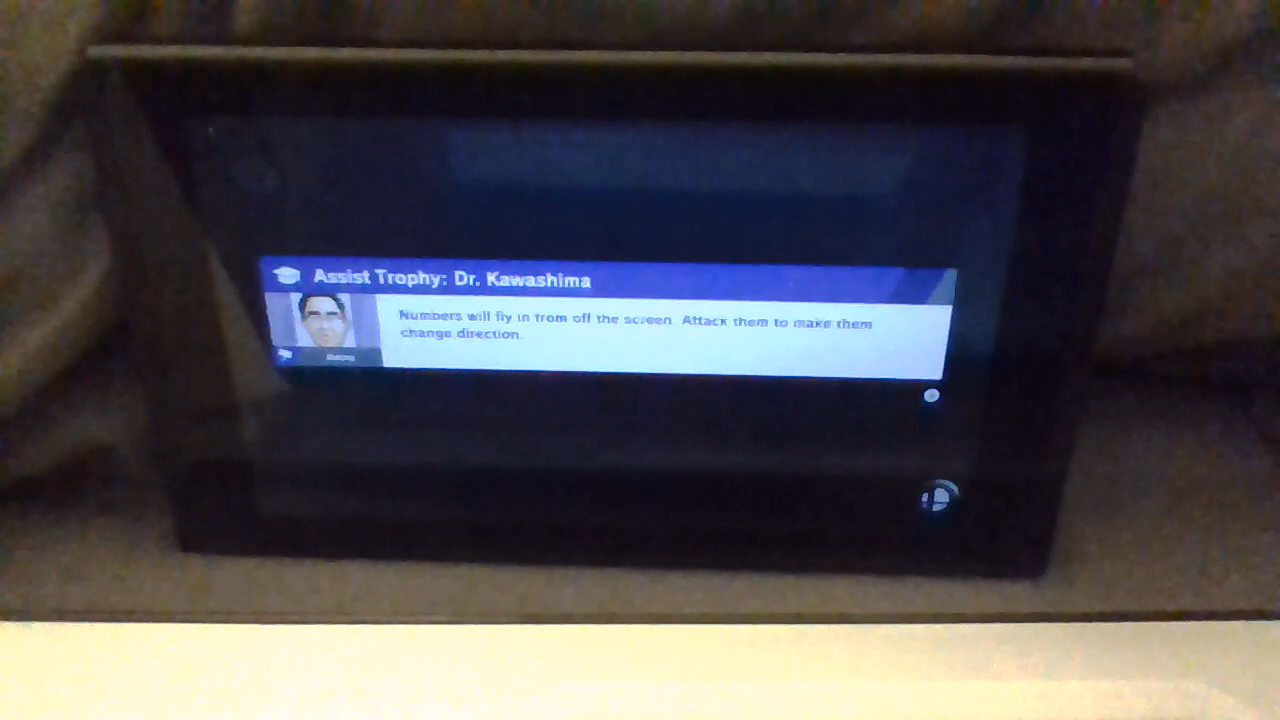 Assist Trophy: Dr. Kawashima
Numbers will fly in from off the screen. Attack them to make them
change direction.